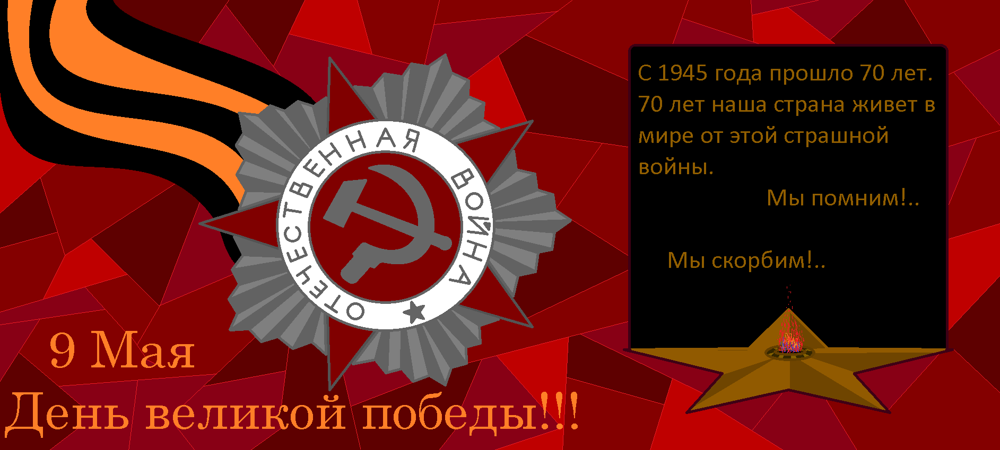 ОТЕЧЕСТВЕННАЯ ВОЙНА
С 1945 года прошло 70 лет.
70 лет наша страна живет в
мире от этой страшной
войны.
Мы помним!..
Мы скорбим!..
9 Мая
День великой победы!!!